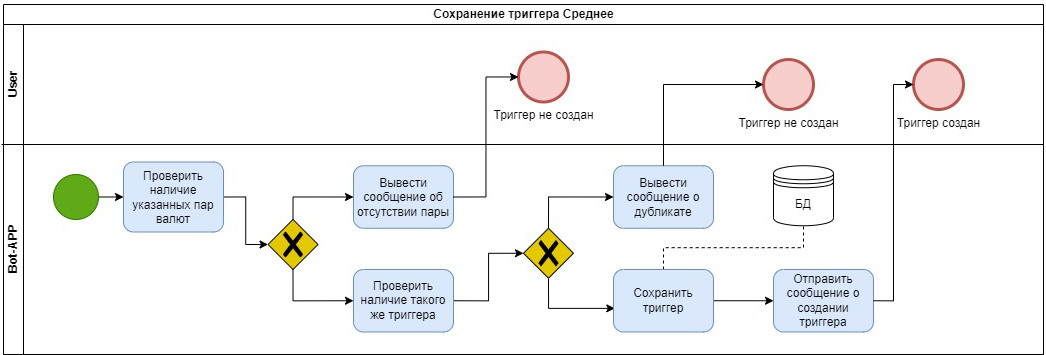 Сохранение триггера Среднее
User
Триггер не создан
Триггер не создан
Триггер создан
Bot-APP
Проверить
наличие
указанных пар
валют
Вывести
сообщение об
отсутствии пары
Проверить
наличие такого
же триггера
Вывести
сообщение о
дубликате
Сохранить
триггер
БД
Отправить
сообщение о
создании
триггера